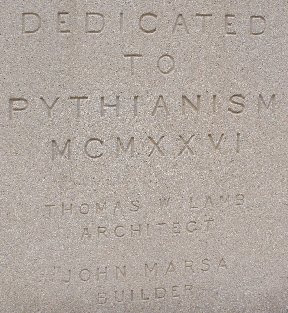 DEDICATED
TO
PYTHIANISM
MCMXXVI
THOMAS W. LAMB
ARCHITECT
JOHN MARSA
BUILDER